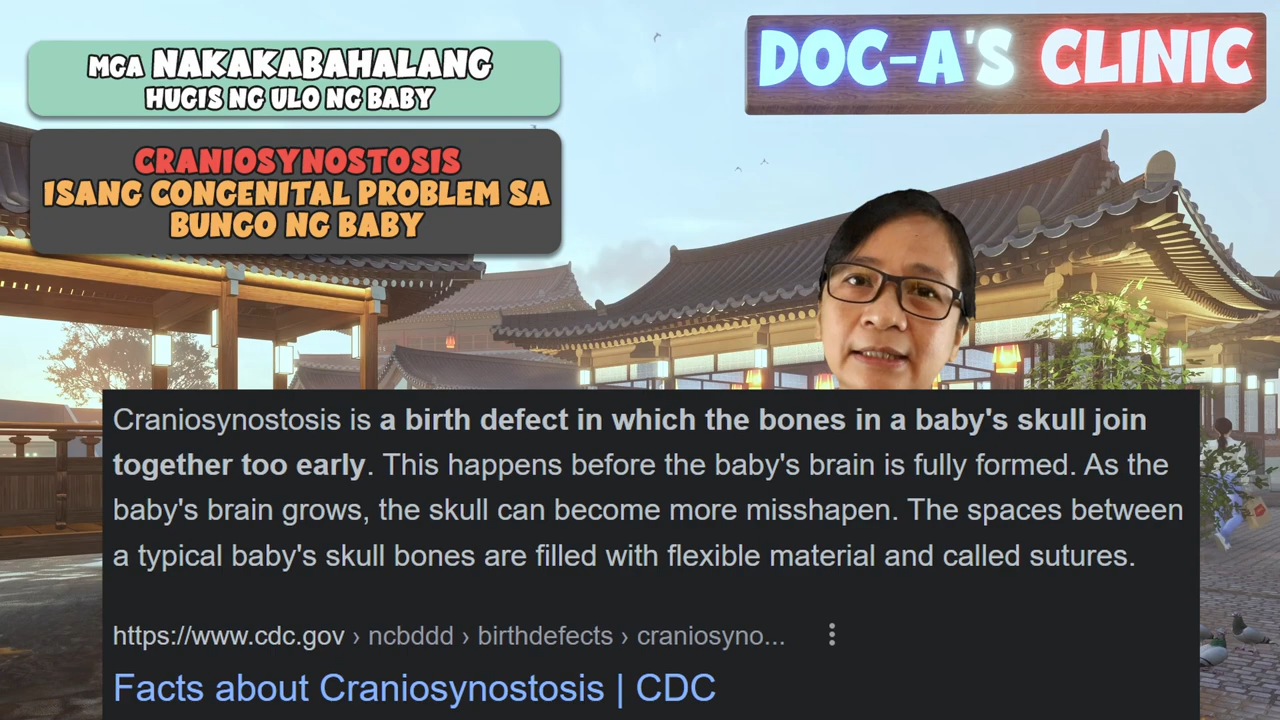 MGA NAKAKABAHALANG
HUGIS NG ULO NG BABY
DOC-A'S CLINIC
CRANIOSYNOSTOSIS
ISANG CONGENITAL PROBLEM SA
BUNGO NG BABY
Craniosynostosis is a birth defect in which the bones in a baby's skull join
together too early. This happens before the baby's brain is fully formed. As the
baby's brain grows, the skull can become more misshapen. The spaces between
a typical baby's skull bones are filled with flexible material and called sutures.
https://www.cdc.gov › ncbddd › birthdefects › craniosyno...
Facts about Craniosynostosis | CDC